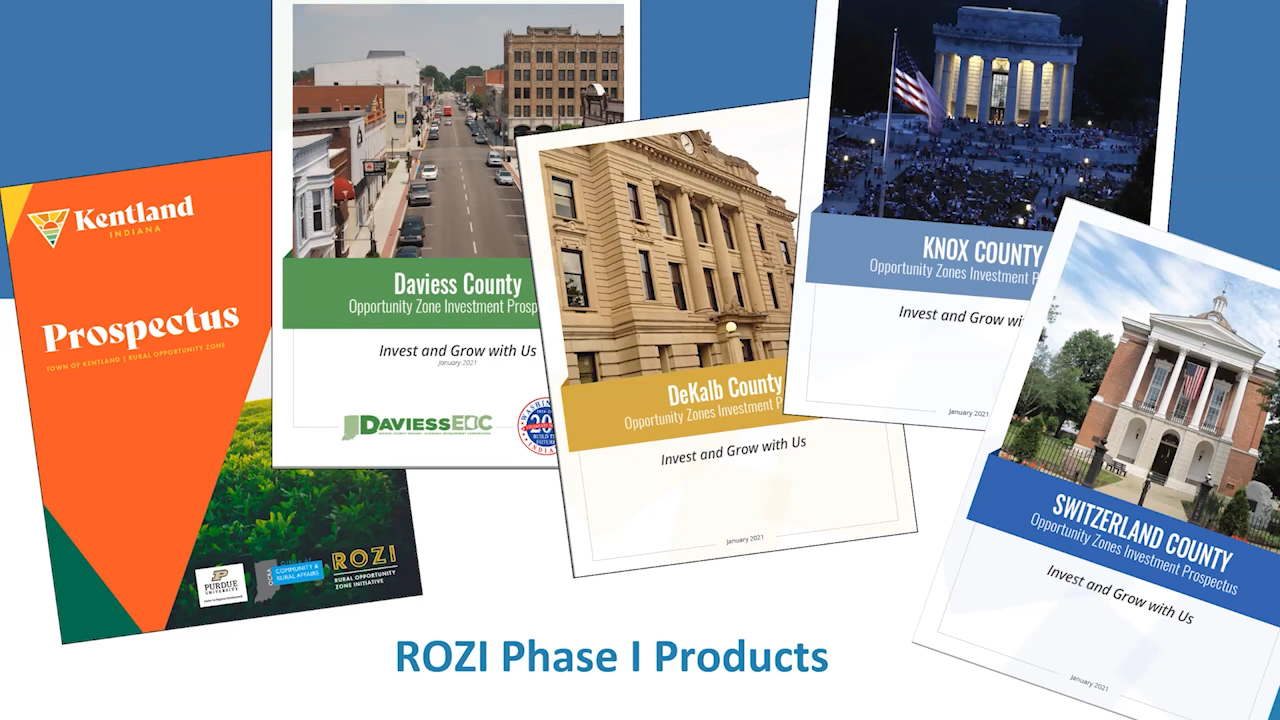 Kentland
INDIANA
Prospectus
TOWN OF KENTLAND | RURAL OPPORTUNITY ZONE
PURDUE
UNIVERSITY
OCRA
COMMUNITY &
RURAL AFFAIRS
ROZI
RURAL OPPORTUNITY
ZONE INITIATIVE
Daviess County
Opportunity Zone Investment Prosp
Invest and Grow with Us
January 2021
DAVIESSEDC
DeKalb County
Opportunity Zones Investment P
Invest and Grow with Us
January 2021
KNOX COUNTY
Opportunity Zones Investment P
Invest and Grow wi
January 2021
SWITZERLAND COUNTY
Opportunity Zones Investment Prospectus
Invest and Grow with Us
January 2021
ROZI Phase I Products